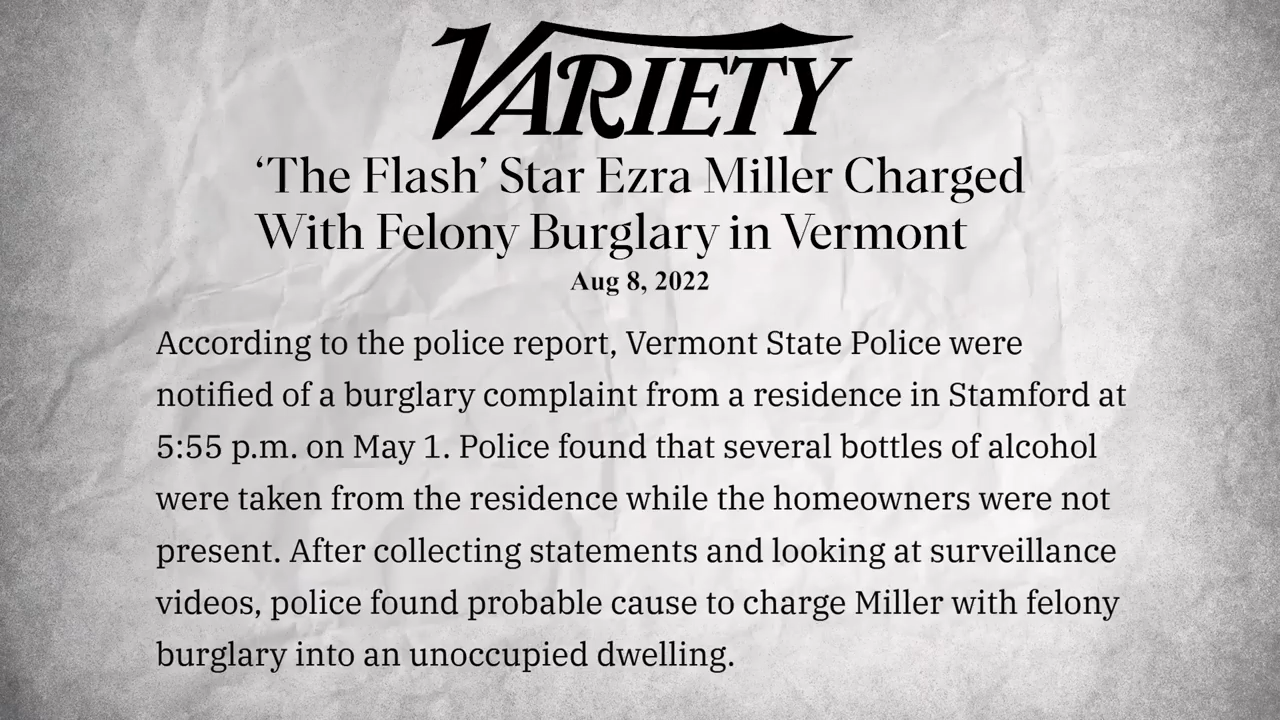 VARIETY
‘The Flash’ Star Ezra Miller Charged
With Felony Burglary in Vermont
Aug 8, 2022
According to the police report, Vermont State Police were
notified of a burglary complaint from a residence in Stamford at
5:55 p.m. on May 1. Police found that several bottles of alcohol
were taken from the residence while the homeowners were not
present. After collecting statements and looking at surveillance
videos, police found probable cause to charge Miller with felony
burglary into an unoccupied dwelling.